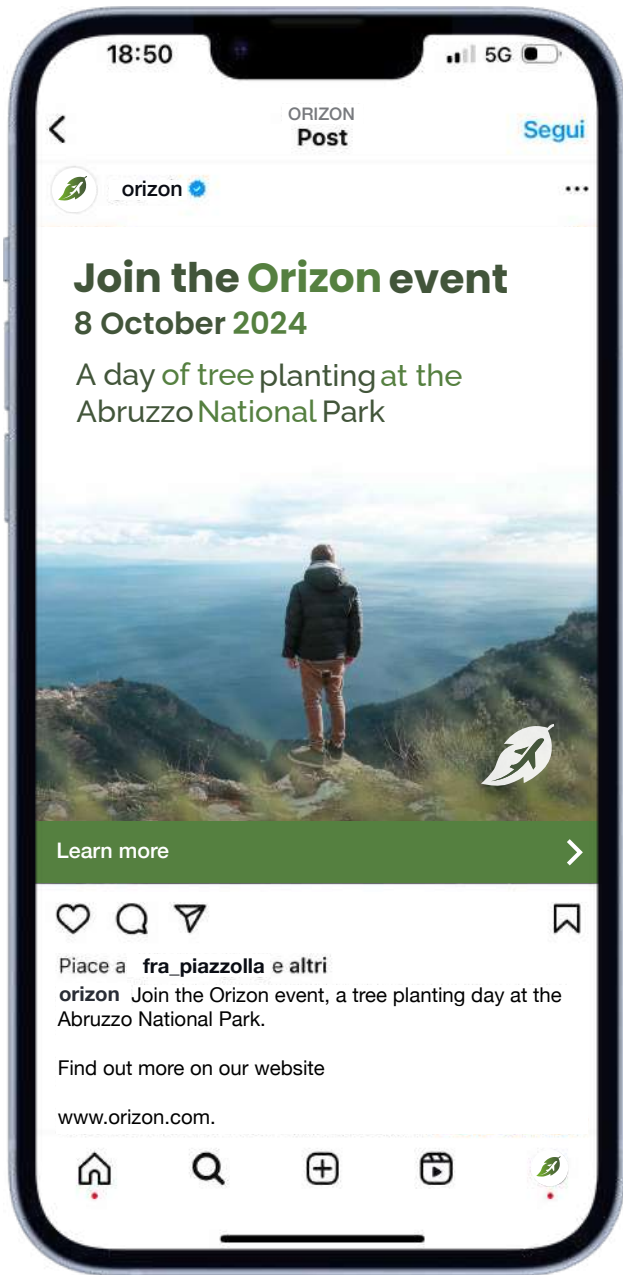 18:50
5G
ORIZON
Post
Segui
orizon
Join the Orizon event
8 October 2024
A day of tree planting at the
Abruzzo National Park
Learn more
Piace a fra_piazzolla e altri
orizon Join the Orizon event, a tree planting day at the
Abruzzo National Park.
Find out more on our website
www.orizon.com.